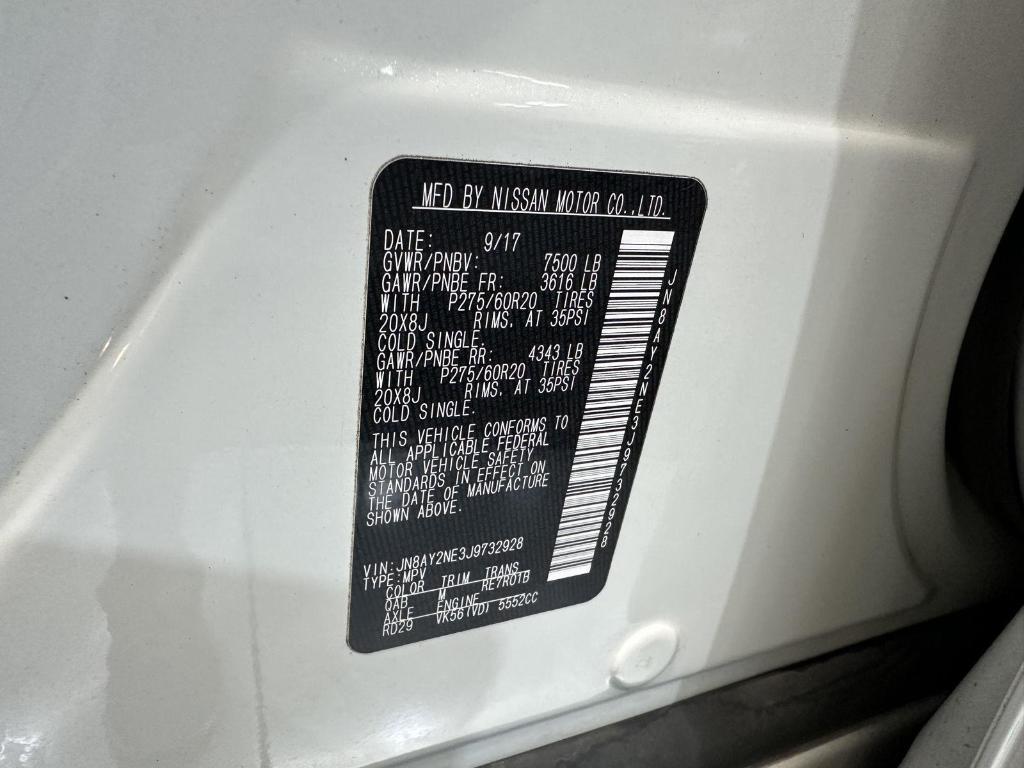 MFD BY NISSAN MOTOR CO.,LTD.
DATE: 9/17
GVWR/PNBV: 7500 LB
GAWR/PNBE FR: 3616 LB
WITH P275/60R20 TIRES
20X8J RIMS, AT 35PSI
COLD SINGLE.
GAWR/PNBE RR: 4343 LB
WITH P275/60R20 TIRES
20X8J RIMS, AT 35PSI
COLD SINGLE.
THIS VEHICLE CONFORMS TO
ALL APPLICABLE FEDERAL
MOTOR VEHICLE SAFETY
STANDARDS IN EFFECT ON
THE DATE OF MANUFACTURE
SHOWN ABOVE.
VIN:JN8AY2NE3J9732928
TYPE:MPV
COLOR TRIM TRANS
QAB M RE7R01B
AXLE ENGINE
RD29 VK56(VD) 5552CC
JN8AY2NE3J9732928